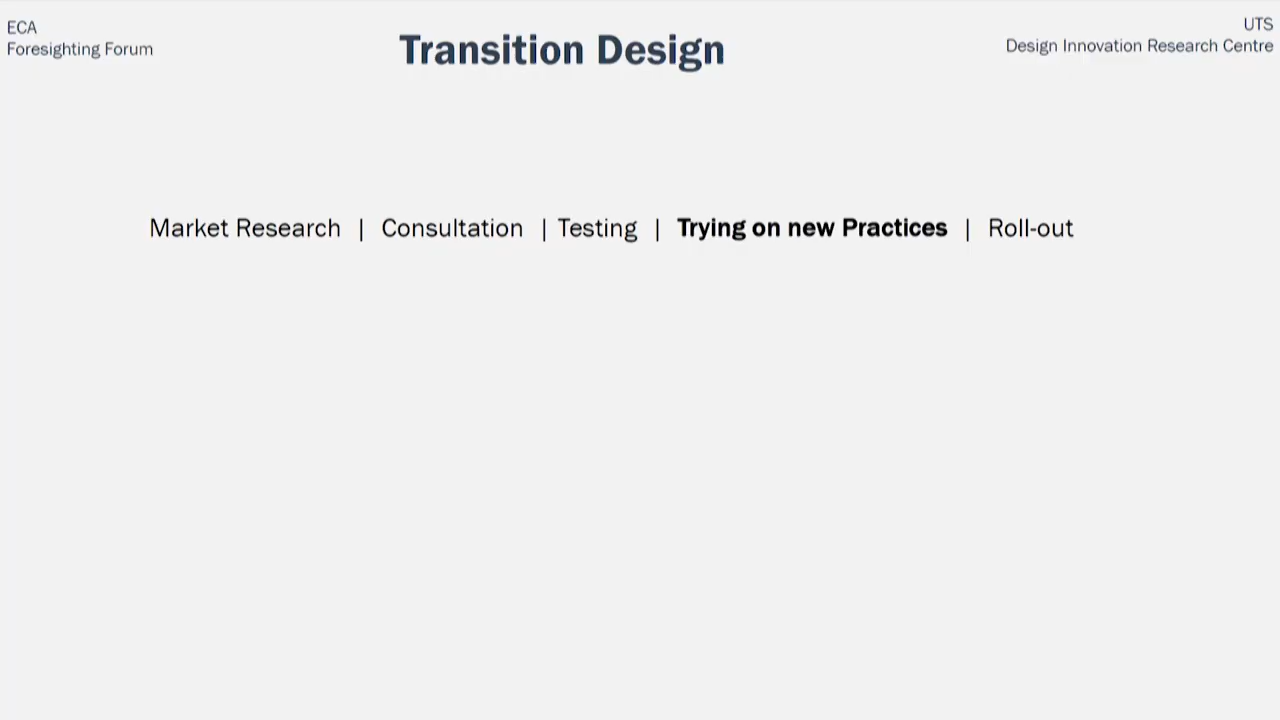 ECA
Foresighting Forum
Transition Design
UTS
Design Innovation Research Centre
Market Research | Consultation | Testing | Trying on new Practices | Roll-out